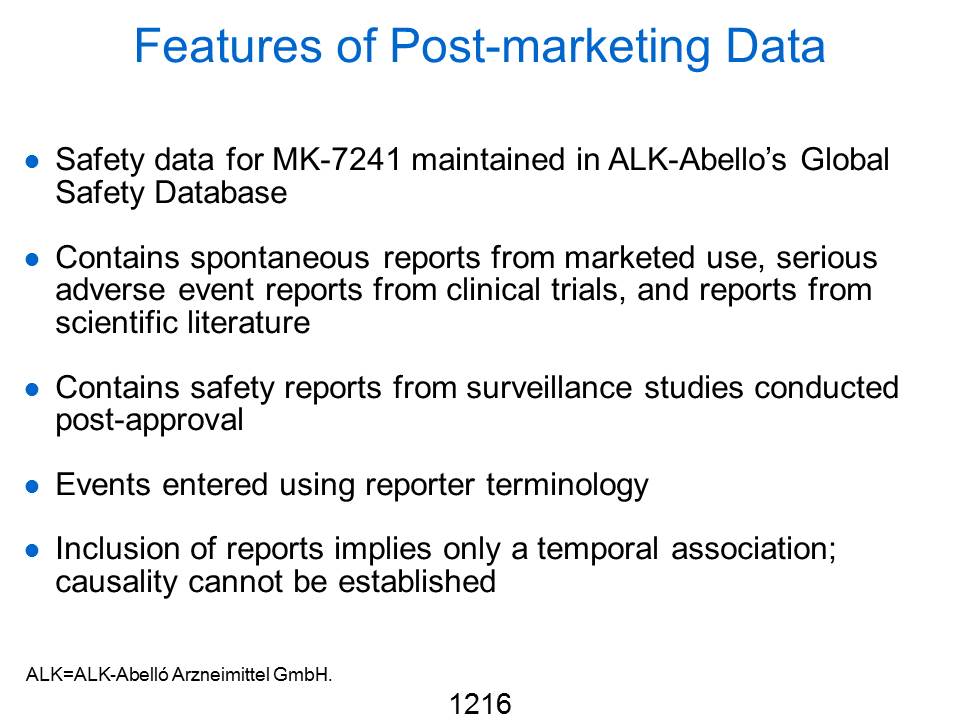 Features of Post-marketing Data
● Safety data for MK-7241 maintained in ALK-Abello’s Global
Safety Database
● Contains spontaneous reports from marketed use, serious
adverse event reports from clinical trials, and reports from
scientific literature
● Contains safety reports from surveillance studies conducted
post-approval
● Events entered using reporter terminology
● Inclusion of reports implies only a temporal association;
causality cannot be established
ALK=ALK-Abelló Arzneimittel GmbH.
1216